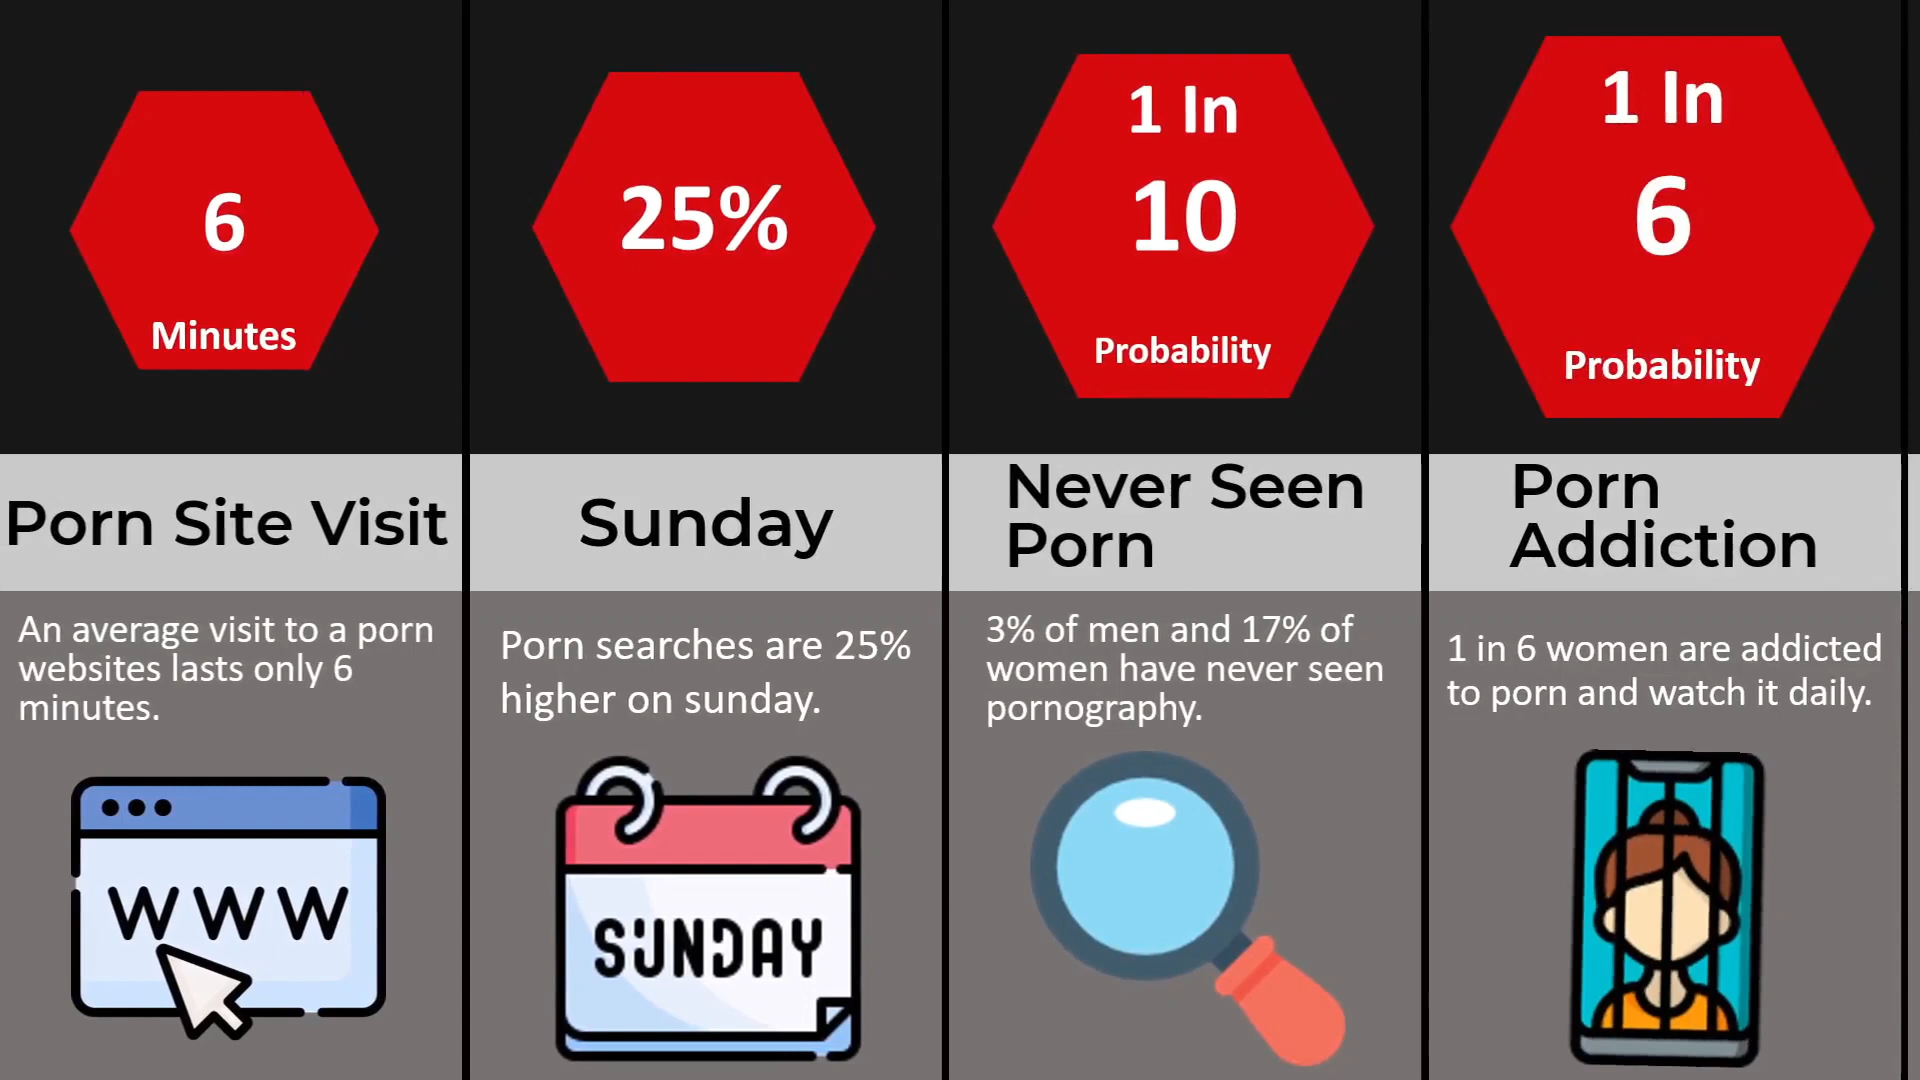 6
Minutes
Porn Site Visit
An average visit to a porn
websites lasts only 6
minutes.
WWW
25%
Sunday
Porn searches are 25%
higher on sunday.
SUNDAY
1 In
10
Probability
Never Seen
Porn
3% of men and 17% of
women have never seen
pornography.
1 In
6
Probability
Porn
Addiction
1 in 6 women are addicted
to porn and watch it daily.